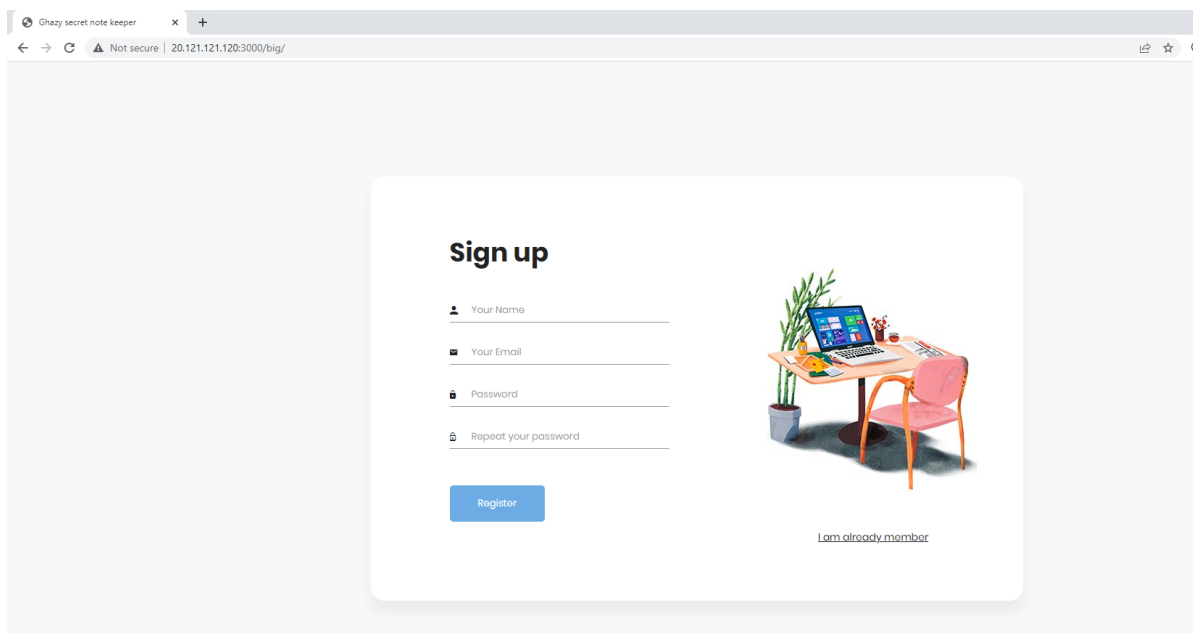 Ghazy secret note keeper
Not secure | 20.121.121.120:3000/big/
Sign up
Your Name
Your Email
Password
Repeat your password
Register
I am already member